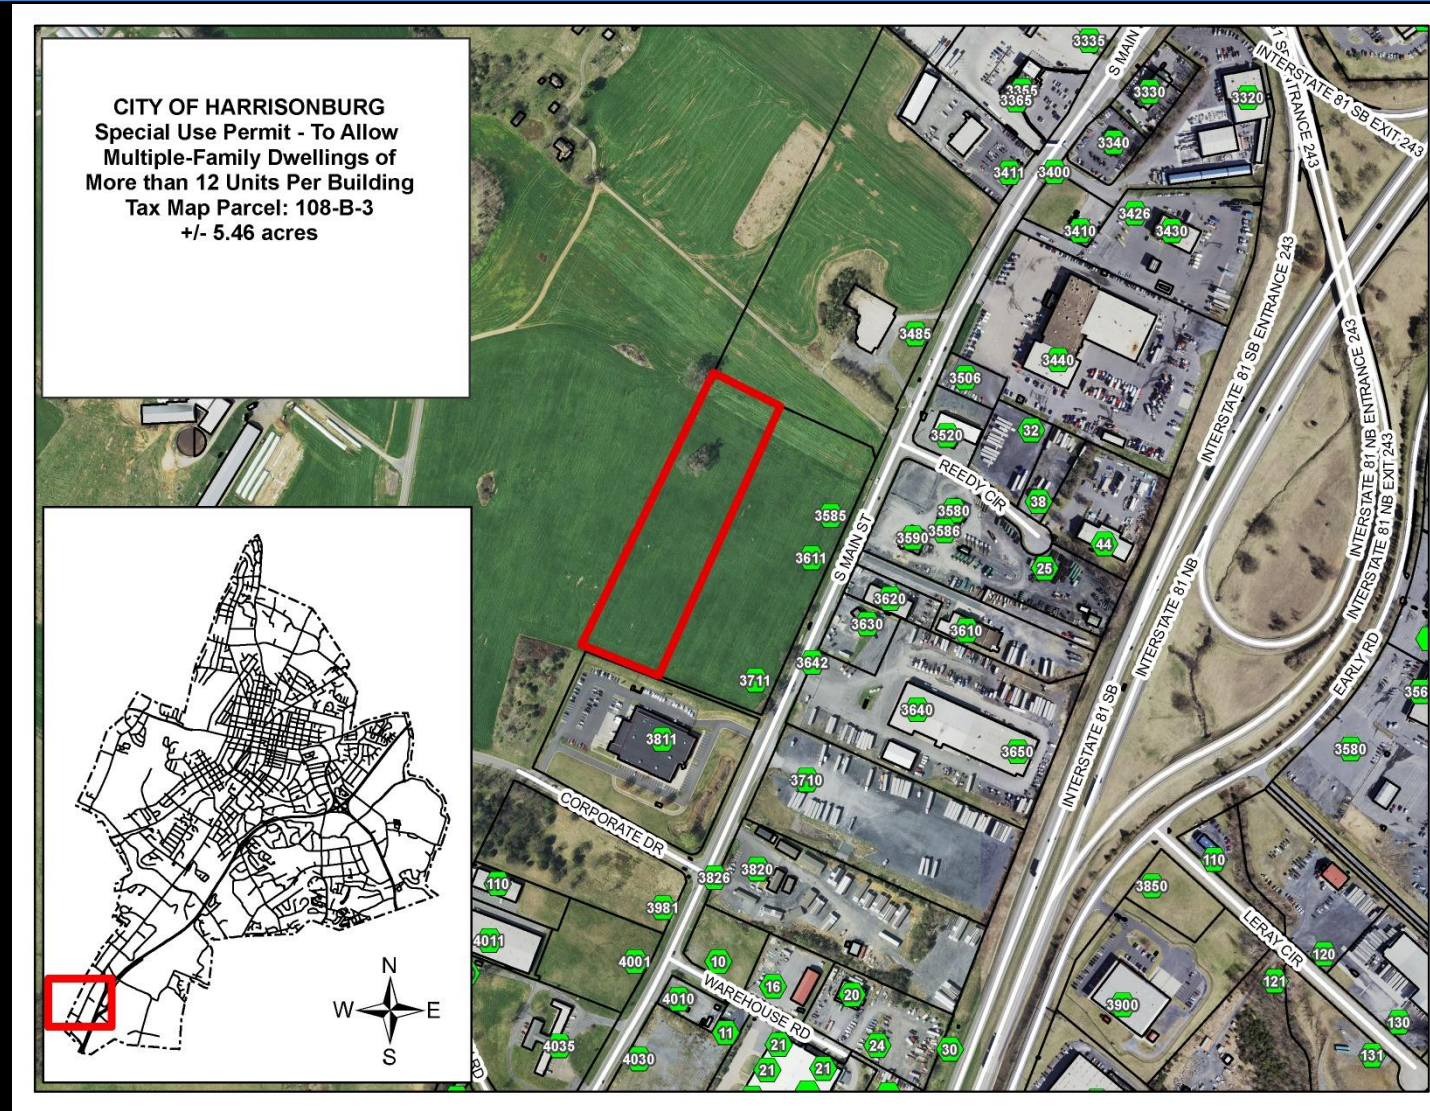 CITY OF HARRISONBURG
Special Use Permit - To Allow
Multiple-Family Dwellings of
More than 12 Units Per Building
Tax Map Parcel: 108-B-3
+/- 5.46 acres
3335
S MAIN
3355
3365
3330
3320
3340
3411
3400
INTERSTATE 81 SB EXIT 243
3426
3410
3430
3485
INTERSTATE 81 SB ENTRANCE 243
3440
3506
INTERSTATE 81 NB ENTRANCE 243
INTERSTATE 81 NB EXIT 243
3520
32
REEDY CIR
38
3585
3580
3586
3590
44
3611
S MAIN ST
25
3620
3630
3610
INTERSTATE 81 NB
3642
EARLY RD
3711
3640
3811
3650
INTERSTATE 81 SB
3580
3710
CORPORATE DR
3820
3826
110
3850
110
3981
4011
LERAY CIR
4001
10
120
121
16
WAREHOUSE RD
20
4010
3900
11
130
4035
4030
21
24
30
131
21
21
RD
N
W
E
S